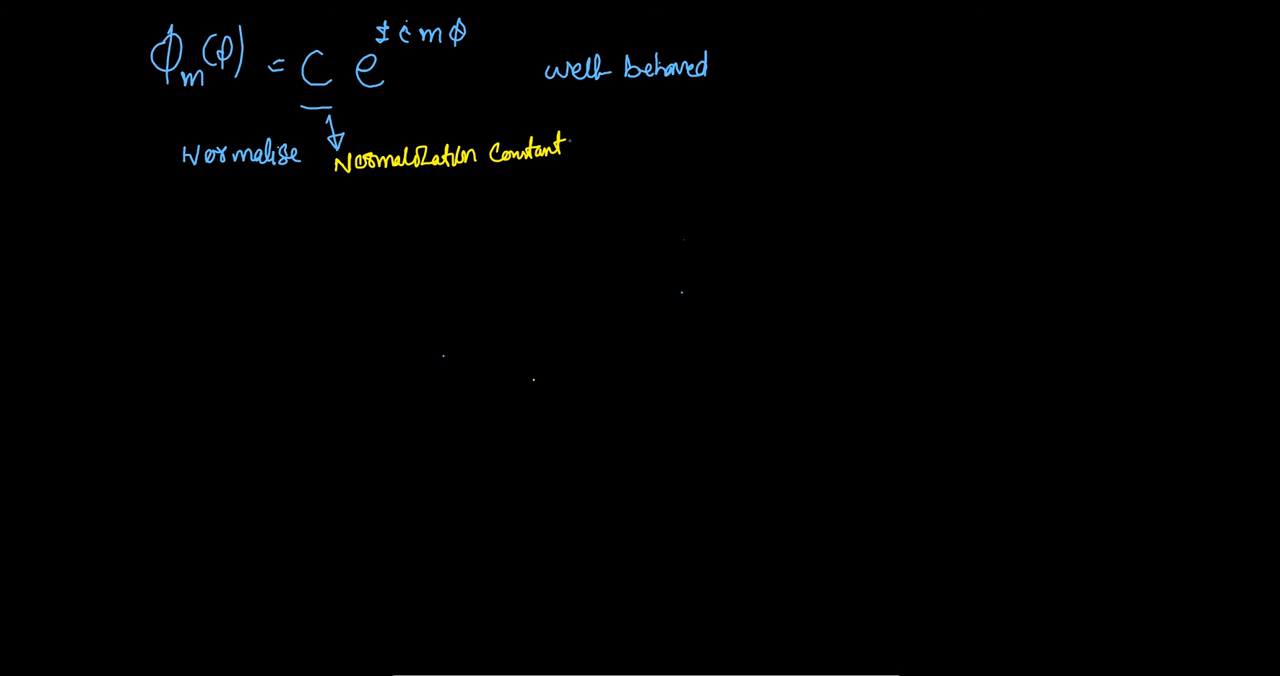 Φₘ(φ) = C e^{±imφ} well behaved
Normalise Normalization Constant